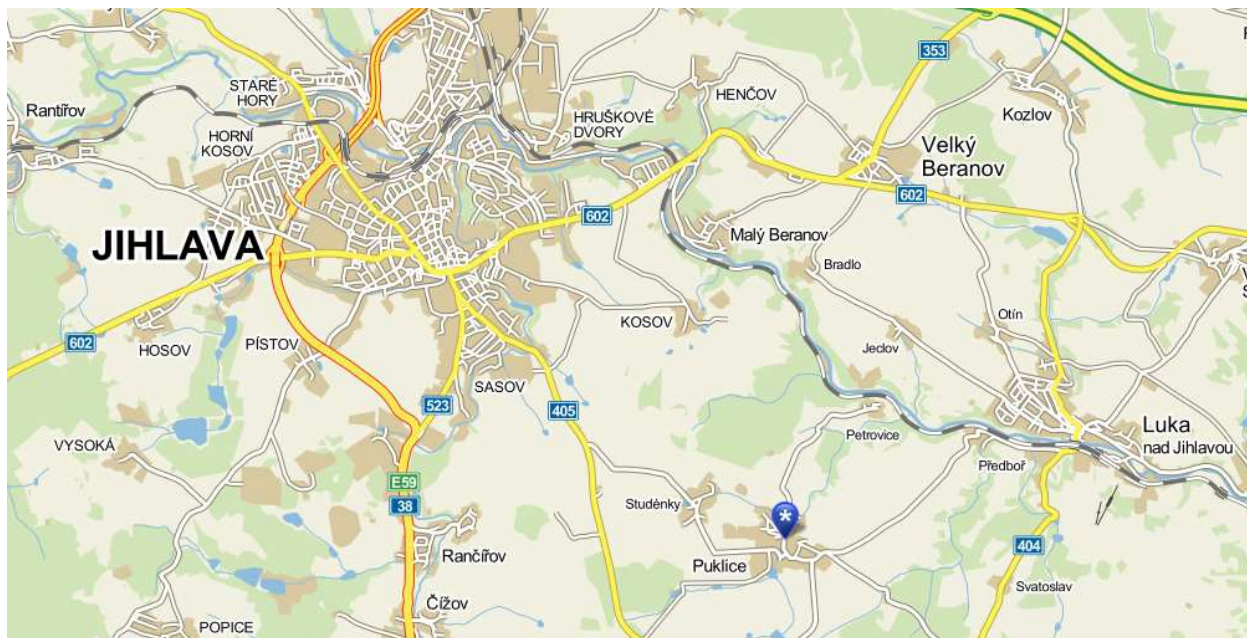 353
HENČOV
STARÉ
HORY
Rantířov
Kozlov
HRUŠKOVÉ
DVORY
HORNÍ
KOSOV
Velký
Beranov
602
602
JIHLAVA
Malý Beranov
Bradlo
KOSOV
Otín
602
HOSOV
PÍSTOV
Jeclov
SASOV
523
405
Luka
nad Jihlavou
VYSOKÁ
Petrovice
Předboř
E59
38
Studénky
*
404
Rančířov
Puklice
Svatoslav
Čížov
POPICE